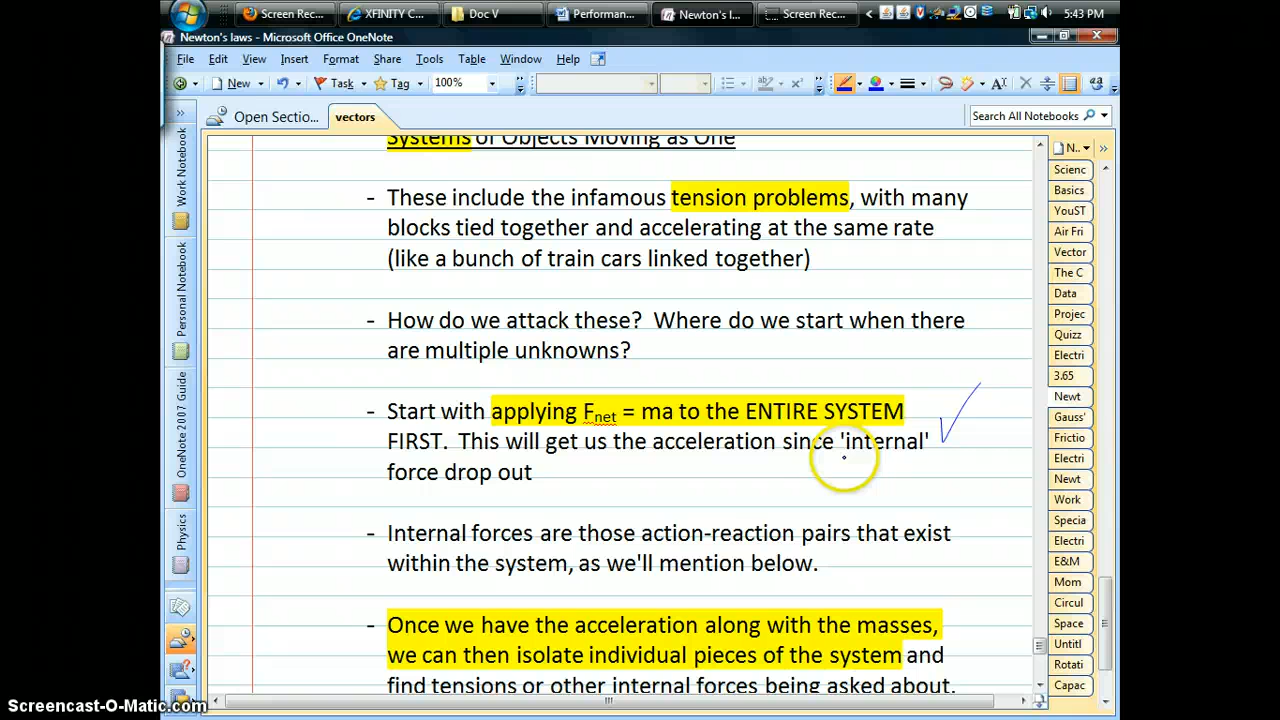 Screen Rec...
XFINITY C...
Doc V
Performan...
Newton's l...
Screen Rec...
5:43 PM
Newton's laws - Microsoft Office OneNote
File Edit View Insert Format Share Tools Table Window Help
New Task Tag 100%
Open Sectio... vectors Search All Notebooks
Work Notebook
Personal Notebook
OneNote 2007 Guide
Physics
Systems of Objects Moving as One
- These include the infamous tension problems, with many
blocks tied together and accelerating at the same rate
(like a bunch of train cars linked together)
- How do we attack these? Where do we start when there
are multiple unknowns?
- Start with applying Fnet = ma to the ENTIRE SYSTEM
FIRST. This will get us the acceleration since 'internal'
force drop out
- Internal forces are those action-reaction pairs that exist
within the system, as we'll mention below.
- Once we have the acceleration along with the masses,
we can then isolate individual pieces of the system and
find tensions or other internal forces being asked about.
N..
Scienc
Basics
YouST
Air Fri
Vector
The C
Data
Projec
Quizz
Electri
3.65
Newt
Gauss'
Frictio
Electri
Newt
Work
Specia
Electri
E&M
Mom
Circul
Space
Untitl
Rotati
Capac
Screencast-O-Matic.com